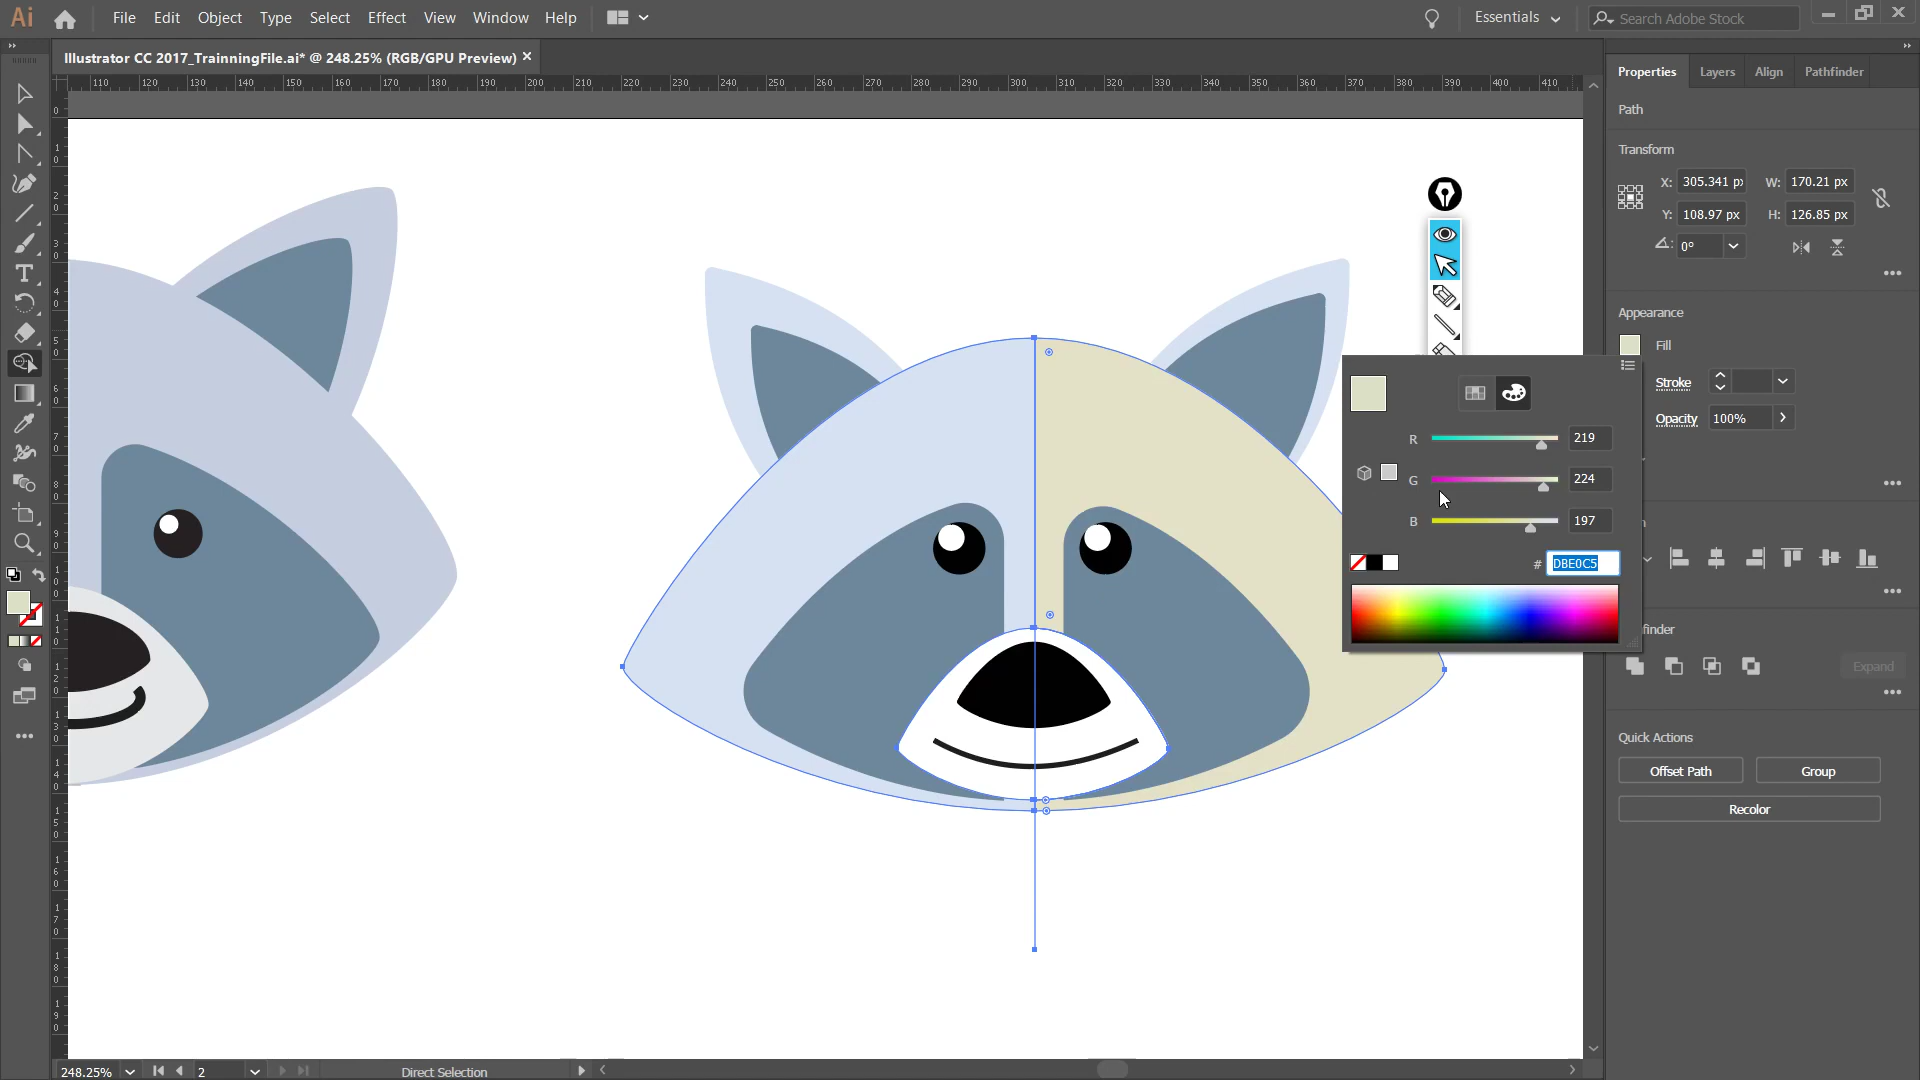 Ai File Edit Object Type Select Effect View Window Help Essentials Search Adobe Stock
Illustrator CC 2017_TrainningFile.ai* @ 248.25% (RGB/GPU Preview) ×
110 120 130 140 150 160 170 180 190 200 210 220 230 240 250 260 270 280 290 300 310 320 330 340 350 360 370 380 390 400 410
Properties Layers Align Pathfinder
Path
Transform
X: 305.341 px W: 170.21 px
Y: 108.97 px H: 126.85 px
0°
Appearance
Fill
Stroke
Opacity 100%
R 219
G 224
B 197
# DBE0C5
finder
Expand
Quick Actions
Offset Path Group
Recolor
248.25% 2 Direct Selection